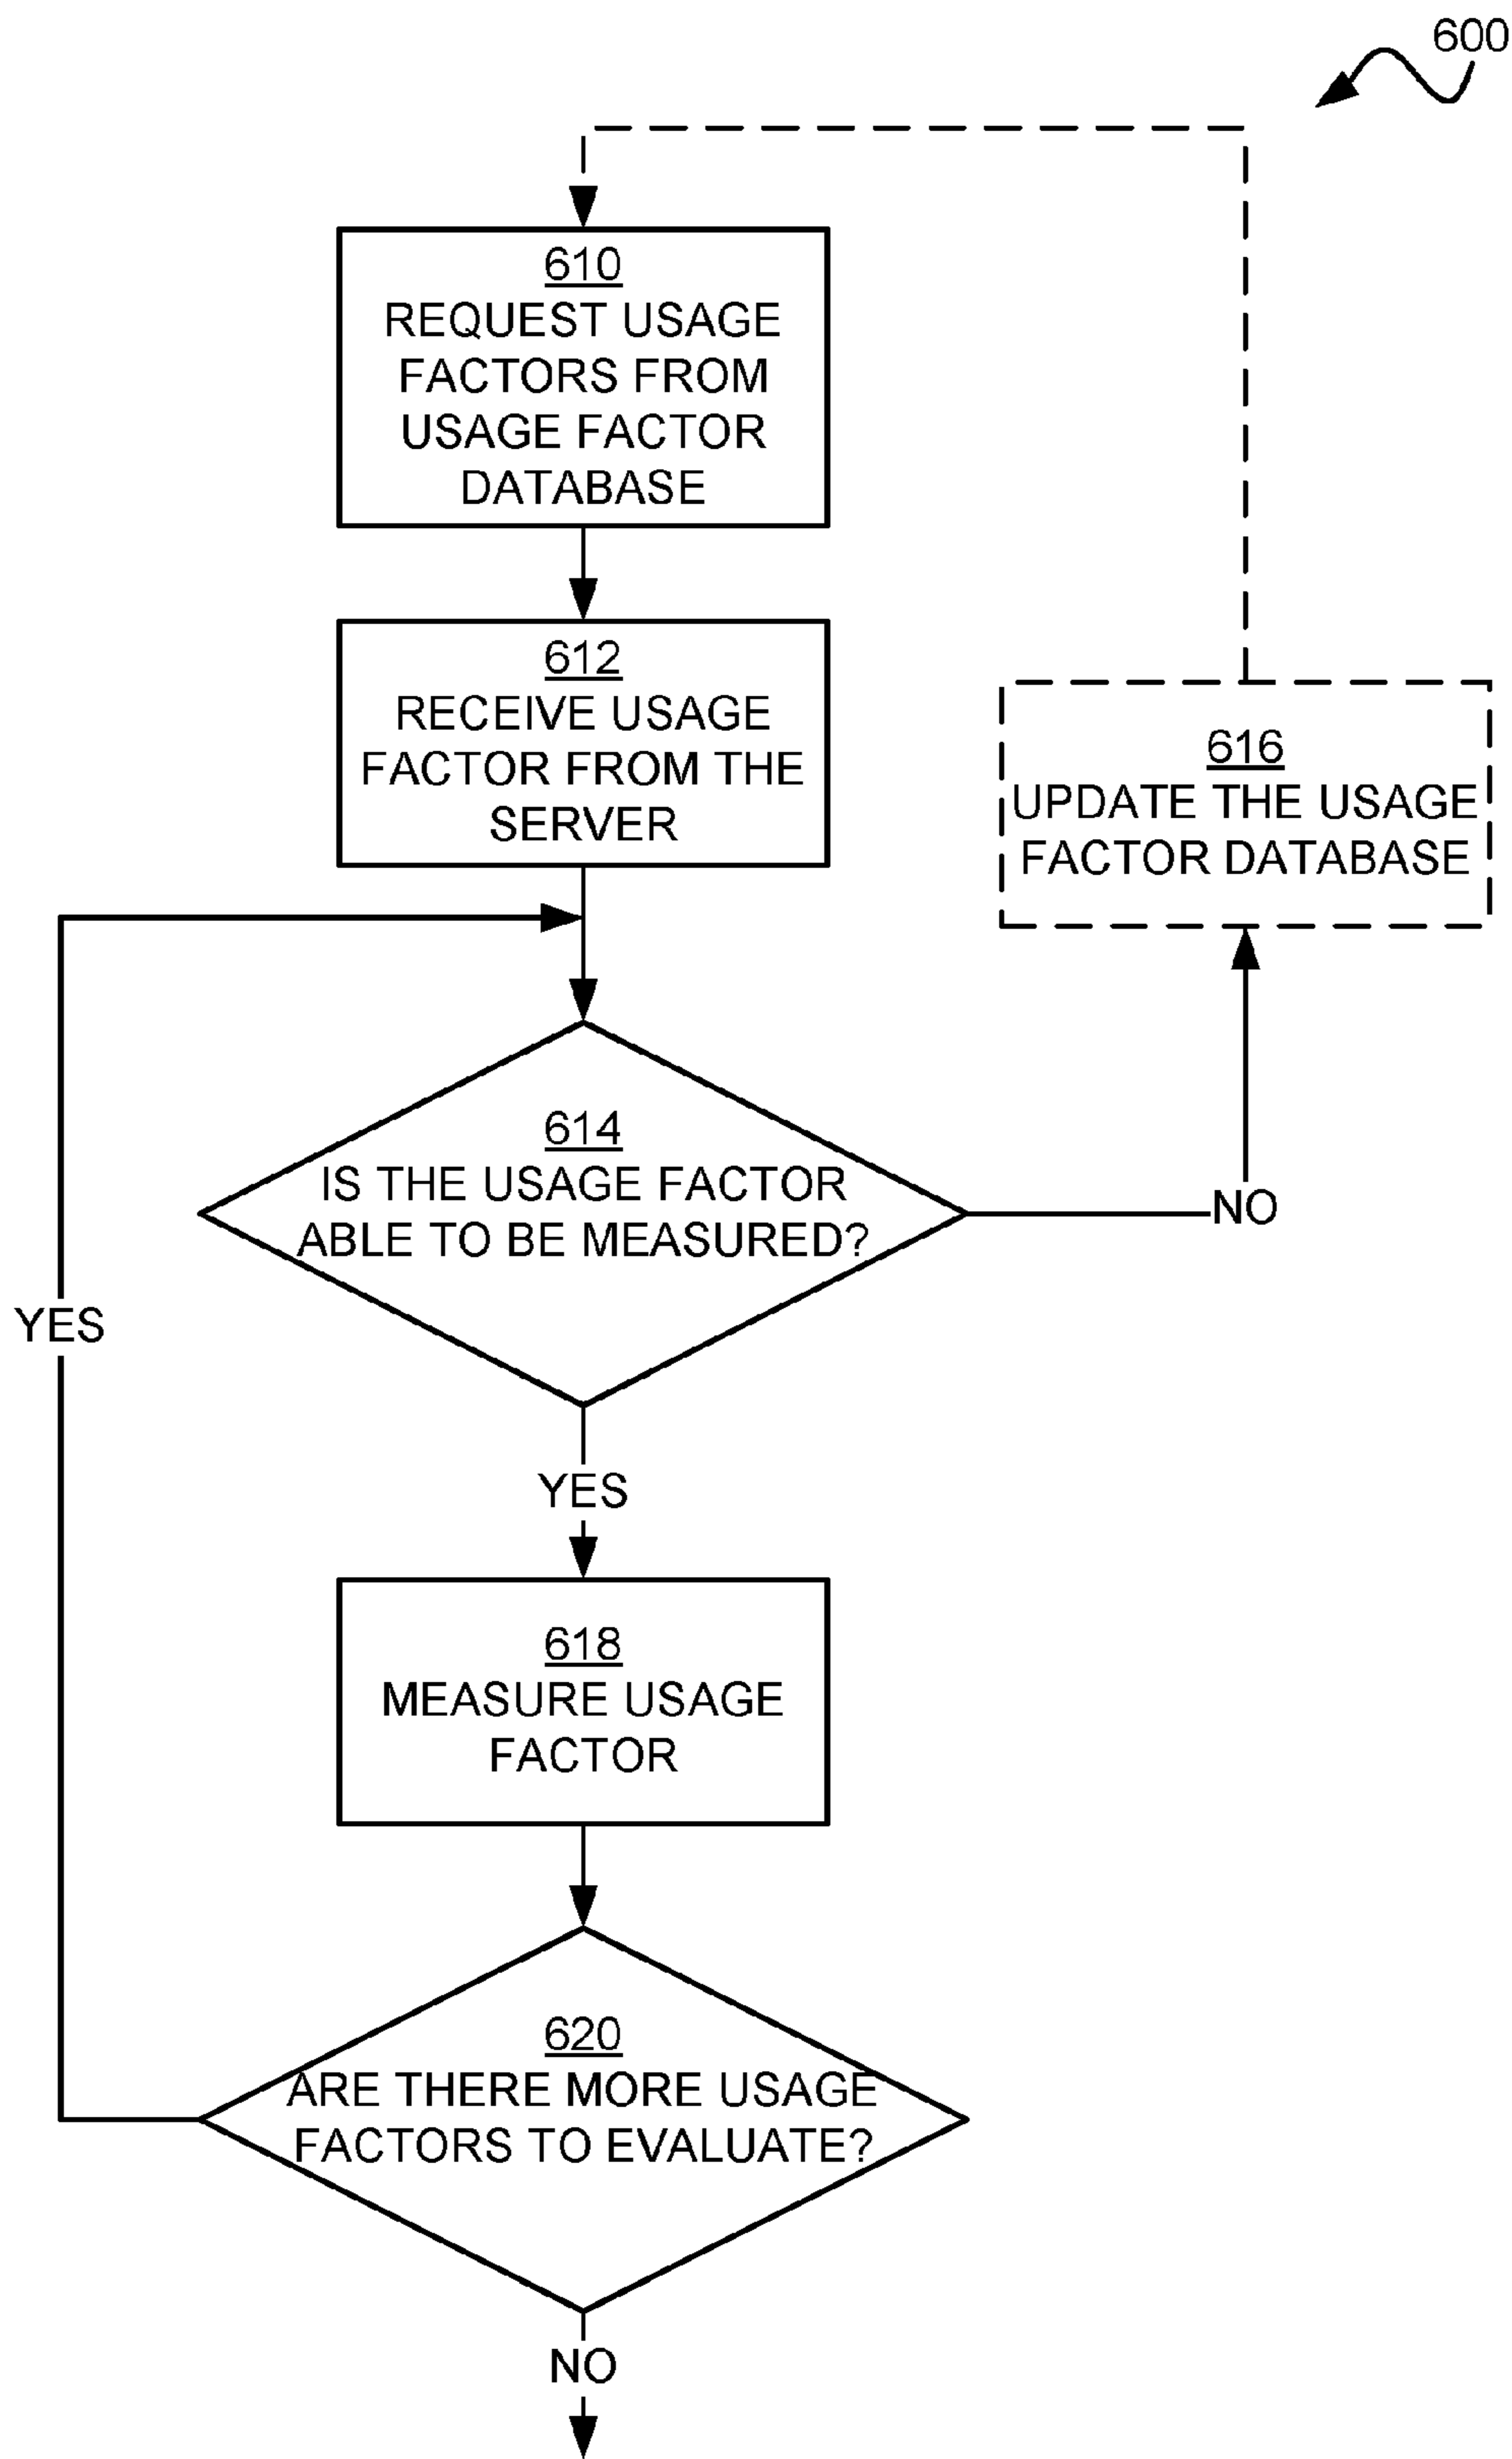 600
610
REQUEST USAGE
FACTORS FROM
USAGE FACTOR
DATABASE
612
RECEIVE USAGE
FACTOR FROM THE
SERVER
616
UPDATE THE USAGE
FACTOR DATABASE
614
IS THE USAGE FACTOR
ABLE TO BE MEASURED?
NO
YES
YES
618
MEASURE USAGE
FACTOR
620
ARE THERE MORE USAGE
FACTORS TO EVALUATE?
NO